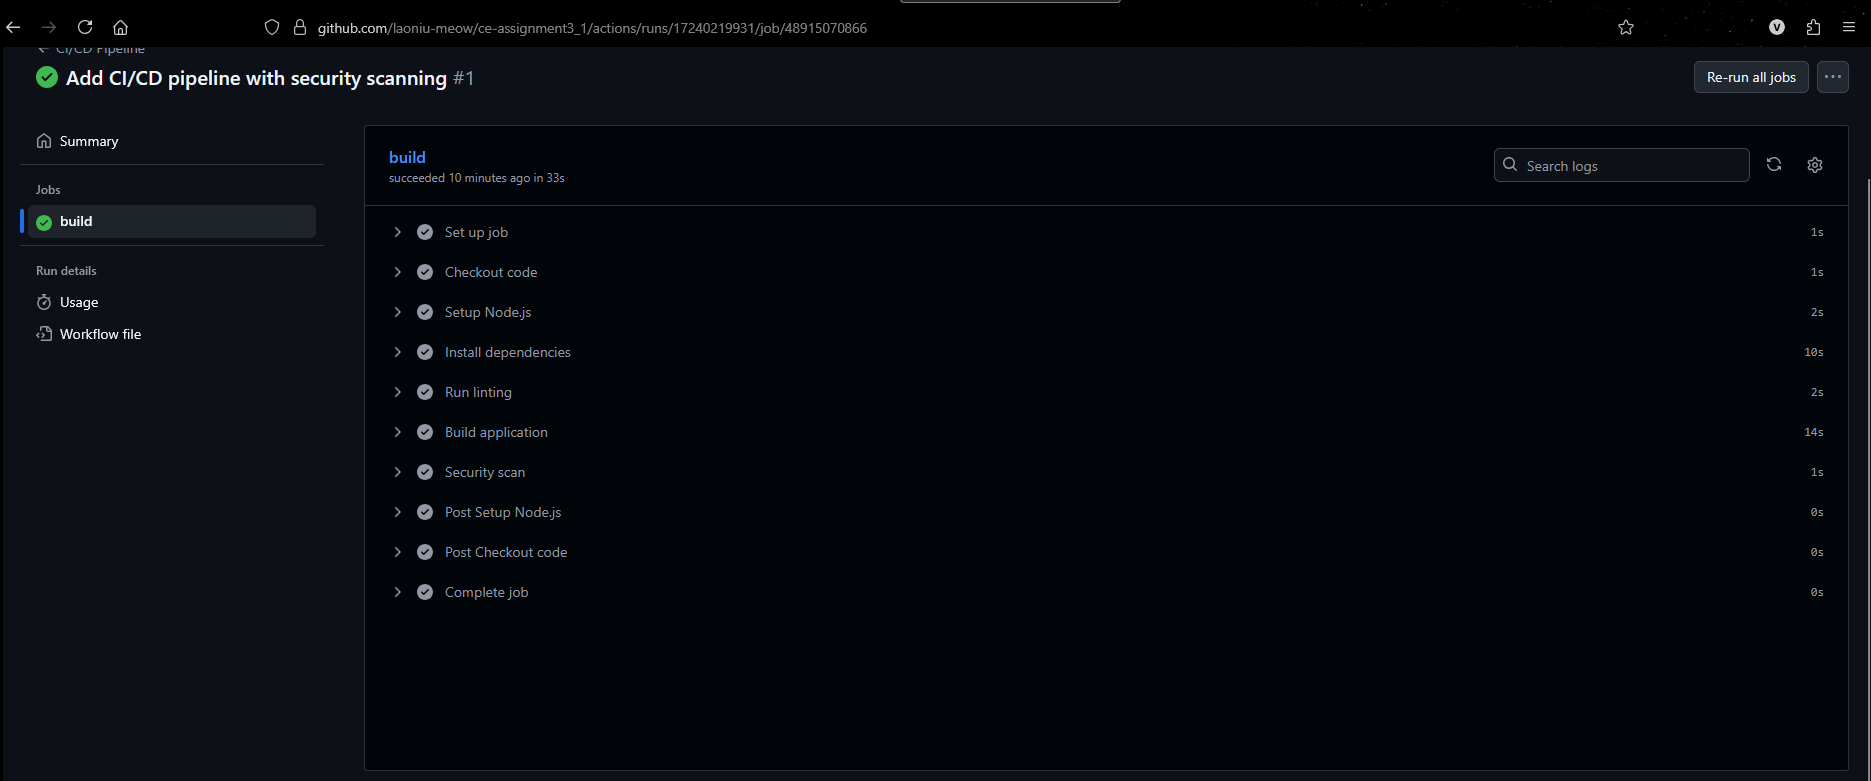 github.com/laoniu-meow/ce-assignment3_1/actions/runs/17240219931/job/48915070866
V
CI/CD Pipeline
Add CI/CD pipeline with security scanning #1
Re-run all jobs
Summary
Jobs
build
Run details
Usage
Workflow file
build
succeeded 10 minutes ago in 33s
Search logs
Set up job 1s
Checkout code 1s
Setup Node.js 2s
Install dependencies 10s
Run linting 2s
Build application 14s
Security scan 1s
Post Setup Node.js 0s
Post Checkout code 0s
Complete job 0s